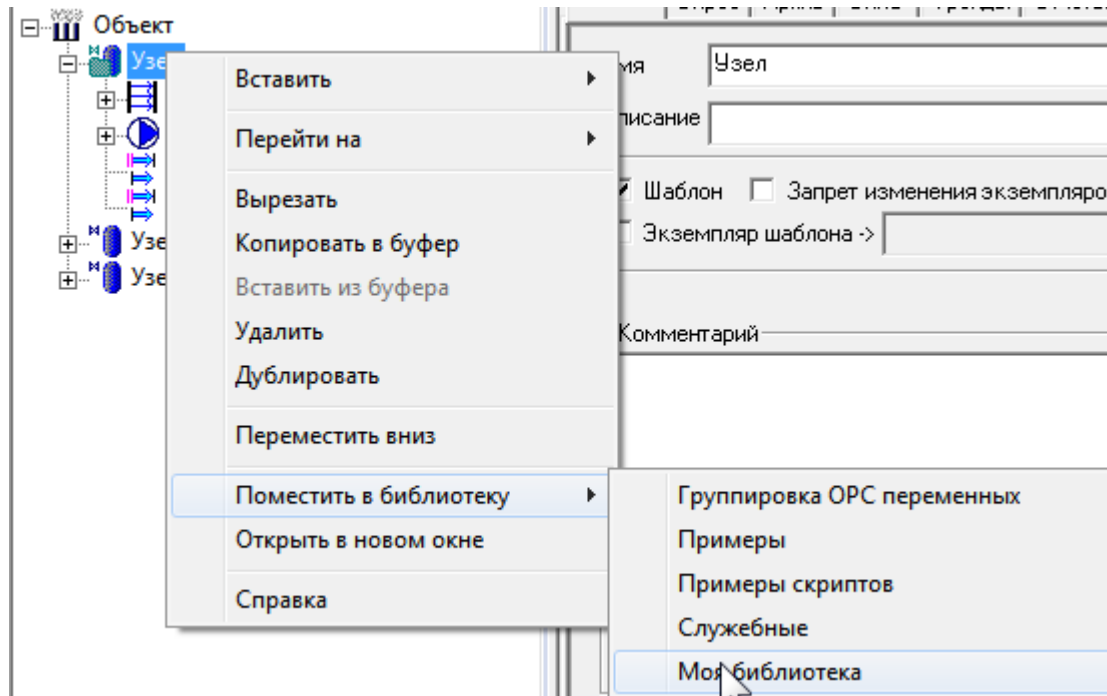 Объект
Узе
Узе
Узе
Вставить
Перейти на
Вырезать
Копировать в буфер
Вставить из буфера
Удалить
Дублировать
Переместить вниз
Поместить в библиотеку
Открыть в новом окне
Справка
Группировка OPC переменных
Примеры
Примеры скриптов
Служебные
Моя библиотека
мя
Узел
писание
Шаблон Запрет изменения экземпляро
Экземпляр шаблона ->
Комментарий